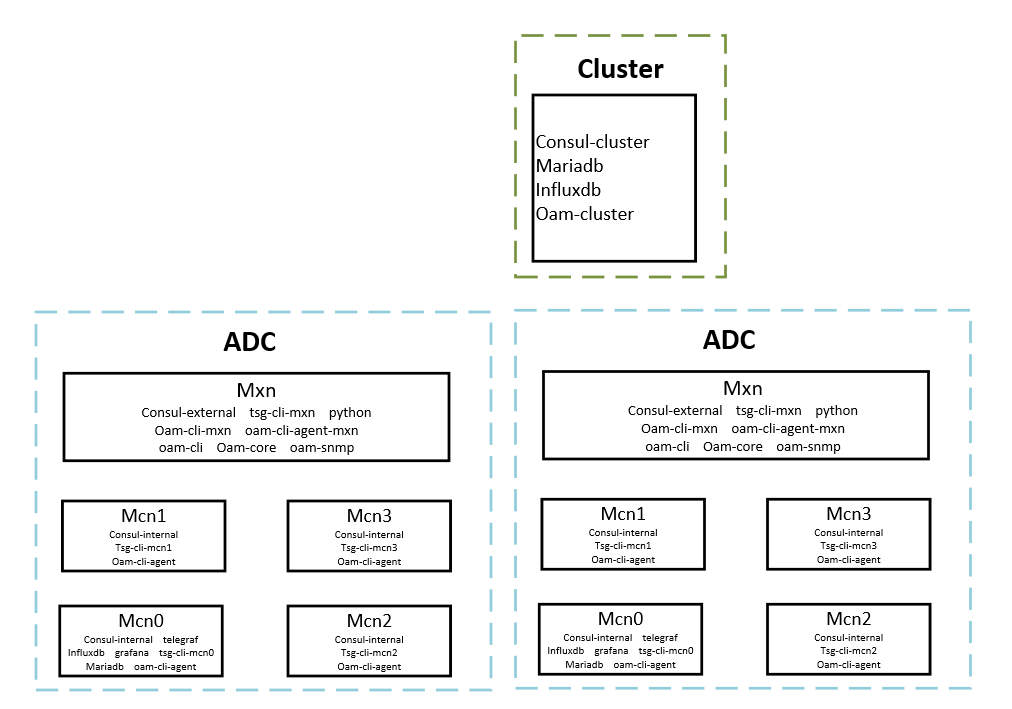 Cluster
Consul-cluster
Mariadb
Influxdb
Oam-cluster
ADC
Mxn
Consul-external tsg-cli-mxn python
Oam-cli-mxn oam-cli-agent-mxn
oam-cli Oam-core oam-snmp
Mcn1
Consul-internal
Tsg-cli-mcn1
Oam-cli-agent
Mcn3
Consul-internal
Tsg-cli-mcn3
Oam-cli-agent
Mcn0
Consul-internal telegraf
Influxdb grafana tsg-cli-mcn0
Mariadb oam-cli-agent
Mcn2
Consul-internal
Tsg-cli-mcn2
Oam-cli-agent
ADC
Mxn
Consul-external tsg-cli-mxn python
Oam-cli-mxn oam-cli-agent-mxn
oam-cli Oam-core oam-snmp
Mcn1
Consul-internal
Tsg-cli-mcn1
Oam-cli-agent
Mcn3
Consul-internal
Tsg-cli-mcn3
Oam-cli-agent
Mcn0
Consul-internal telegraf
Influxdb grafana tsg-cli-mcn0
Mariadb oam-cli-agent
Mcn2
Consul-internal
Tsg-cli-mcn2
Oam-cli-agent